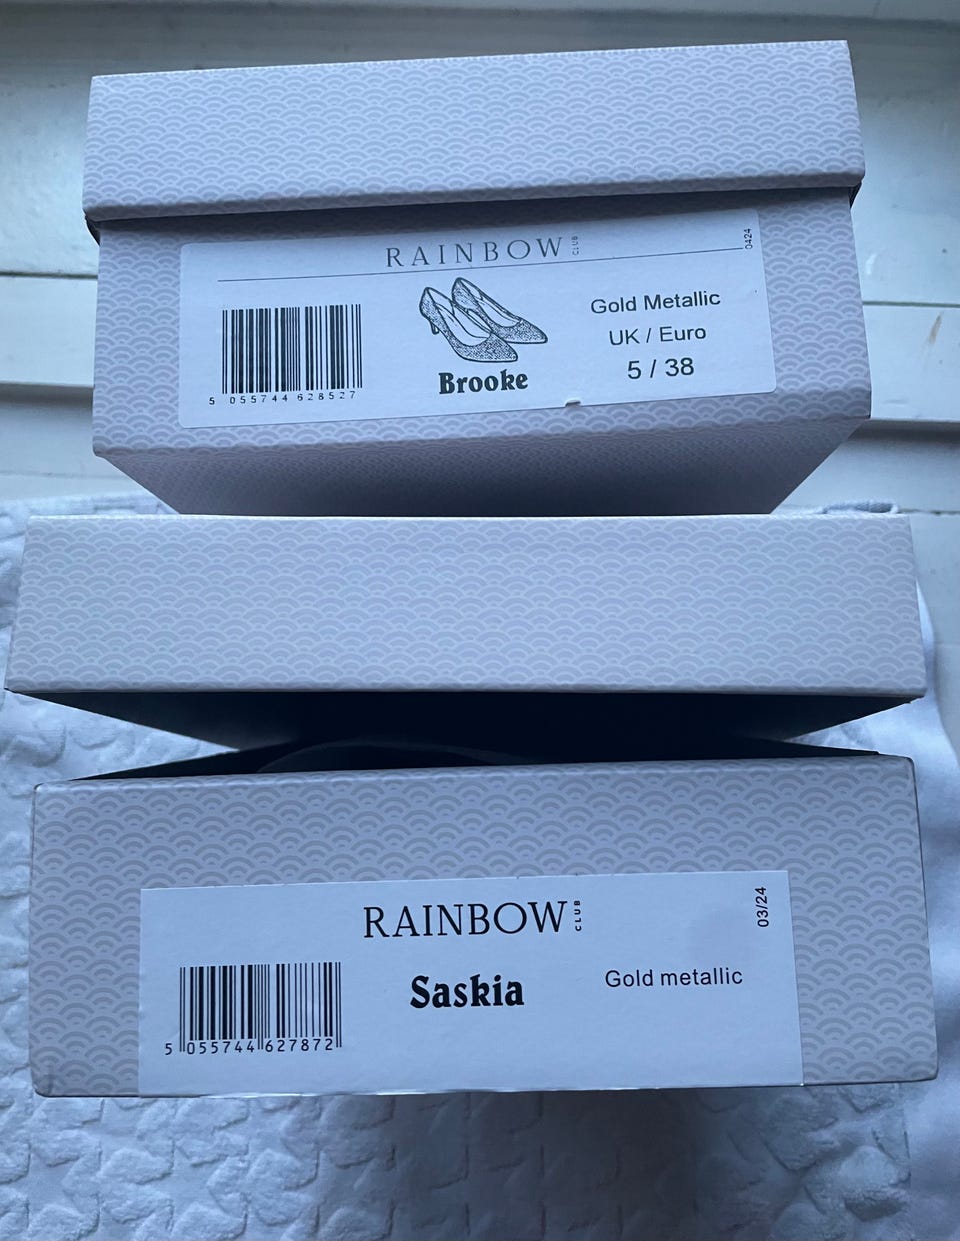 RAINBOW CLUB
0424
Gold Metallic
UK / Euro
5 / 38
Brooke
5 055744 628527
RAINBOW CLUB
03/24
Saskia
Gold metallic
5 055744 627872